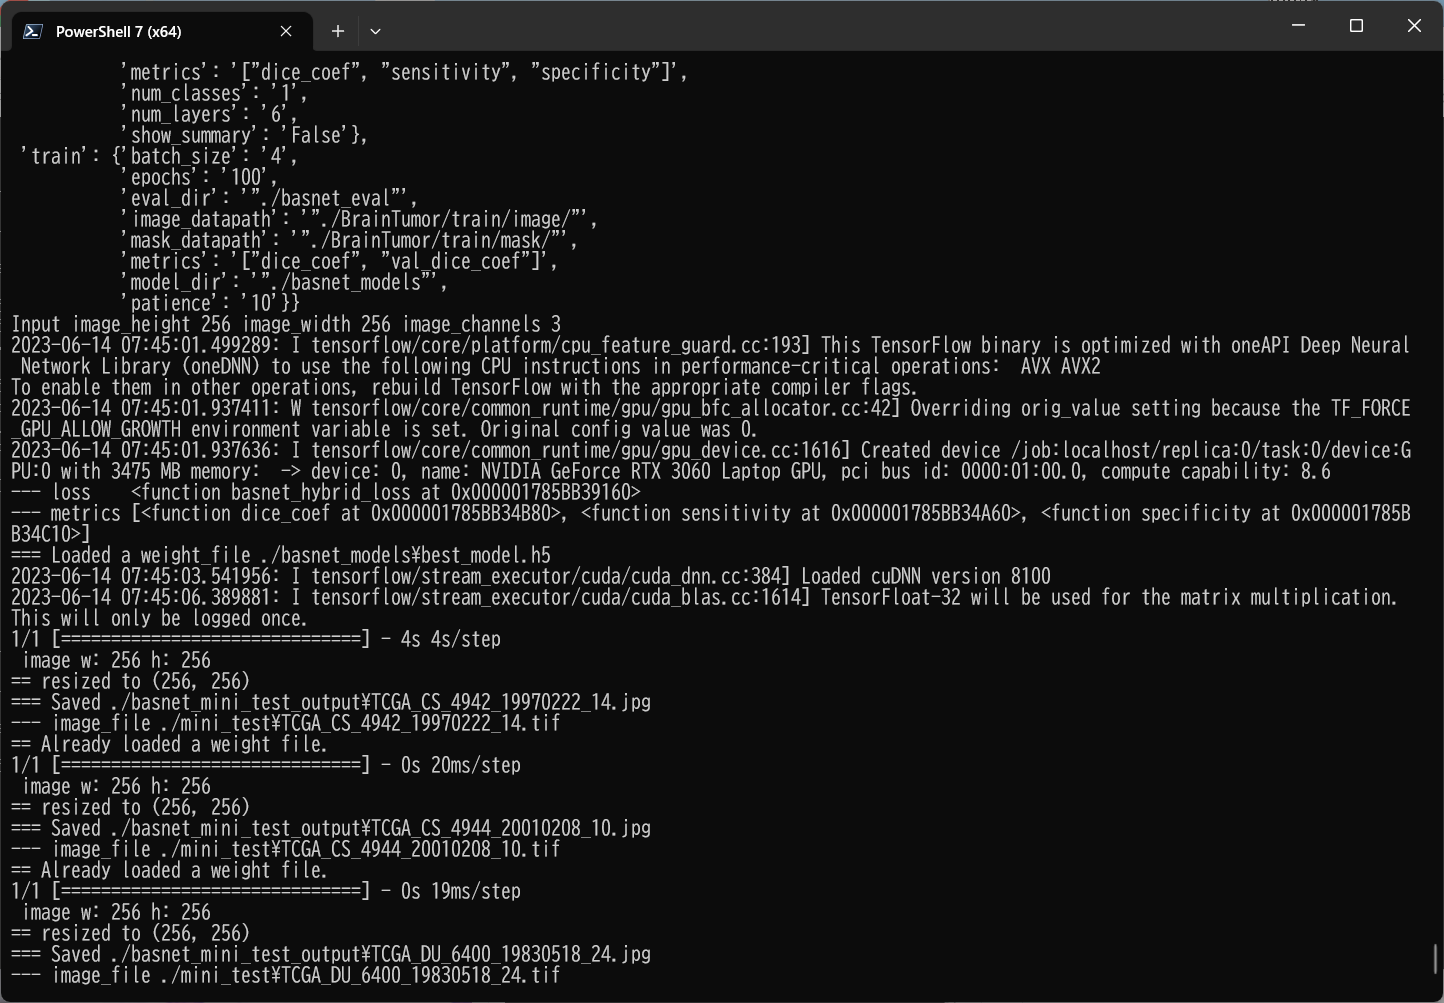 PowerShell 7 (x64)
'metrics': '["dice_coef", "sensitivity", "specificity"]',
'num_classes': '1',
'num_layers': '6',
'show_summary': 'False'},
'train': {'batch_size': '4',
'epochs': '100',
'eval_dir': '"./basnet_eval"',
'image_datapath': '"./BrainTumor/train/image/"',
'mask_datapath': '"./BrainTumor/train/mask/"',
'metrics': '["dice_coef", "val_dice_coef"]',
'model_dir': '"./basnet_models"',
'patience': '10'}}
Input image_height 256 image_width 256 image_channels 3
2023-06-14 07:45:01.499289: I tensorflow/core/platform/cpu_feature_guard.cc:193] This TensorFlow binary is optimized with oneAPI Deep Neural
Network Library (oneDNN) to use the following CPU instructions in performance-critical operations:  AVX AVX2
To enable them in other operations, rebuild TensorFlow with the appropriate compiler flags.
2023-06-14 07:45:01.937411: W tensorflow/core/common_runtime/gpu/gpu_bfc_allocator.cc:42] Overriding orig_value setting because the TF_FORCE
_GPU_ALLOW_GROWTH environment variable is set. Original config value was 0.
2023-06-14 07:45:01.937636: I tensorflow/core/common_runtime/gpu/gpu_device.cc:1616] Created device /job:localhost/replica:0/task:0/device:G
PU:0 with 3475 MB memory:  -> device: 0, name: NVIDIA GeForce RTX 3060 Laptop GPU, pci bus id: 0000:01:00.0, compute capability: 8.6
--- loss    <function basnet_hybrid_loss at 0x000001785BB39160>
--- metrics [<function dice_coef at 0x000001785BB34B80>, <function sensitivity at 0x000001785BB34A60>, <function specificity at 0x000001785B
B34C10>]
=== Loaded a weight_file ./basnet_models¥best_model.h5
2023-06-14 07:45:03.541956: I tensorflow/stream_executor/cuda/cuda_dnn.cc:384] Loaded cuDNN version 8100
2023-06-14 07:45:06.389881: I tensorflow/stream_executor/cuda/cuda_blas.cc:1614] TensorFloat-32 will be used for the matrix multiplication.
This will only be logged once.
1/1 [==============================] - 4s 4s/step
image w: 256 h: 256
== resized to (256, 256)
=== Saved ./basnet_mini_test_output¥TCGA_CS_4942_19970222_14.jpg
--- image_file ./mini_test¥TCGA_CS_4942_19970222_14.tif
== Already loaded a weight file.
1/1 [==============================] - 0s 20ms/step
image w: 256 h: 256
== resized to (256, 256)
=== Saved ./basnet_mini_test_output¥TCGA_CS_4944_20010208_10.jpg
--- image_file ./mini_test¥TCGA_CS_4944_20010208_10.tif
== Already loaded a weight file.
1/1 [==============================] - 0s 19ms/step
image w: 256 h: 256
== resized to (256, 256)
=== Saved ./basnet_mini_test_output¥TCGA_DU_6400_19830518_24.jpg
--- image_file ./mini_test¥TCGA_DU_6400_19830518_24.tif